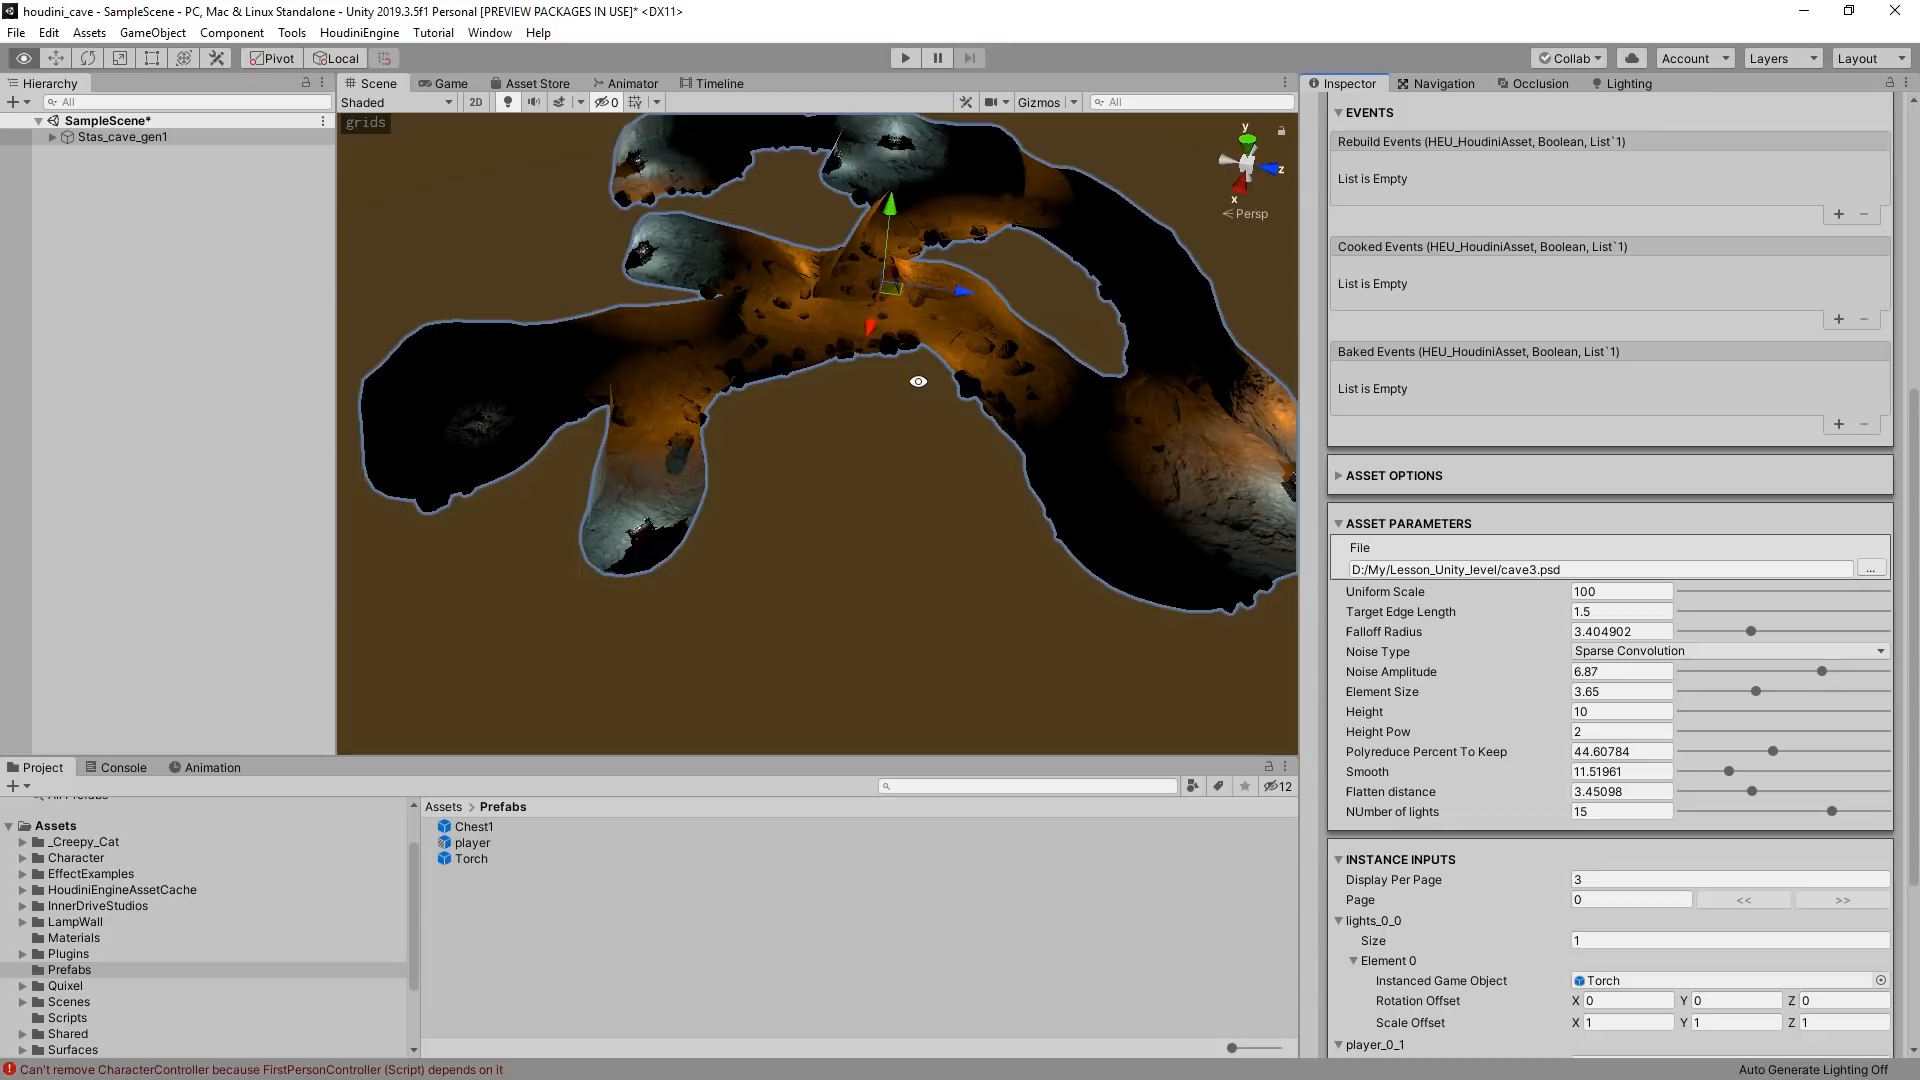 houdini_cave - SampleScene - PC, Mac & Linux Standalone - Unity 2019.3.5f1 Personal [PREVIEW PACKAGES IN USE]* <DX11>
File Edit Assets GameObject Component Tools HoudiniEngine Tutorial Window Help
Pivot Local Collab Account Layers Layout
Hierarchy Scene Game Asset Store Animator Timeline Inspector Navigation Occlusion Lighting
All Shaded 2D 0 Gizmos All
SampleScene*
Stas_cave_gen1
grids
y
z
x
Persp
EVENTS
Rebuild Events (HEU_HoudiniAsset, Boolean, List`1)
List is Empty
Cooked Events (HEU_HoudiniAsset, Boolean, List`1)
List is Empty
Baked Events (HEU_HoudiniAsset, Boolean, List`1)
List is Empty
ASSET OPTIONS
ASSET PARAMETERS
File
D:/My/Lesson_Unity_level/cave3.psd ...
Uniform Scale 100
Target Edge Length 1.5
Falloff Radius 3.404902
Noise Type Sparse Convolution
Noise Amplitude 6.87
Element Size 3.65
Height 10
Height Pow 2
Polyreduce Percent To Keep 44.60784
Smooth 11.51961
Flatten distance 3.45098
NUmber of lights 15
INSTANCE INPUTS
Display Per Page 3
Page 0 << >>
lights_0_0
Size 1
Element 0
Instanced Game Object Torch
Rotation Offset X 0 Y 0 Z 0
Scale Offset X 1 Y 1 Z 1
player_0_1
Project Console Animation
12
Assets > Prefabs
Chest1
player
Torch
Assets
_Creepy_Cat
Character
EffectExamples
HoudiniEngineAssetCache
InnerDriveStudios
LampWall
Materials
Plugins
Prefabs
Quixel
Scenes
Scripts
Shared
Surfaces
Can't remove CharacterController because FirstPersonController (Script) depends on it
Auto Generate Lighting Off